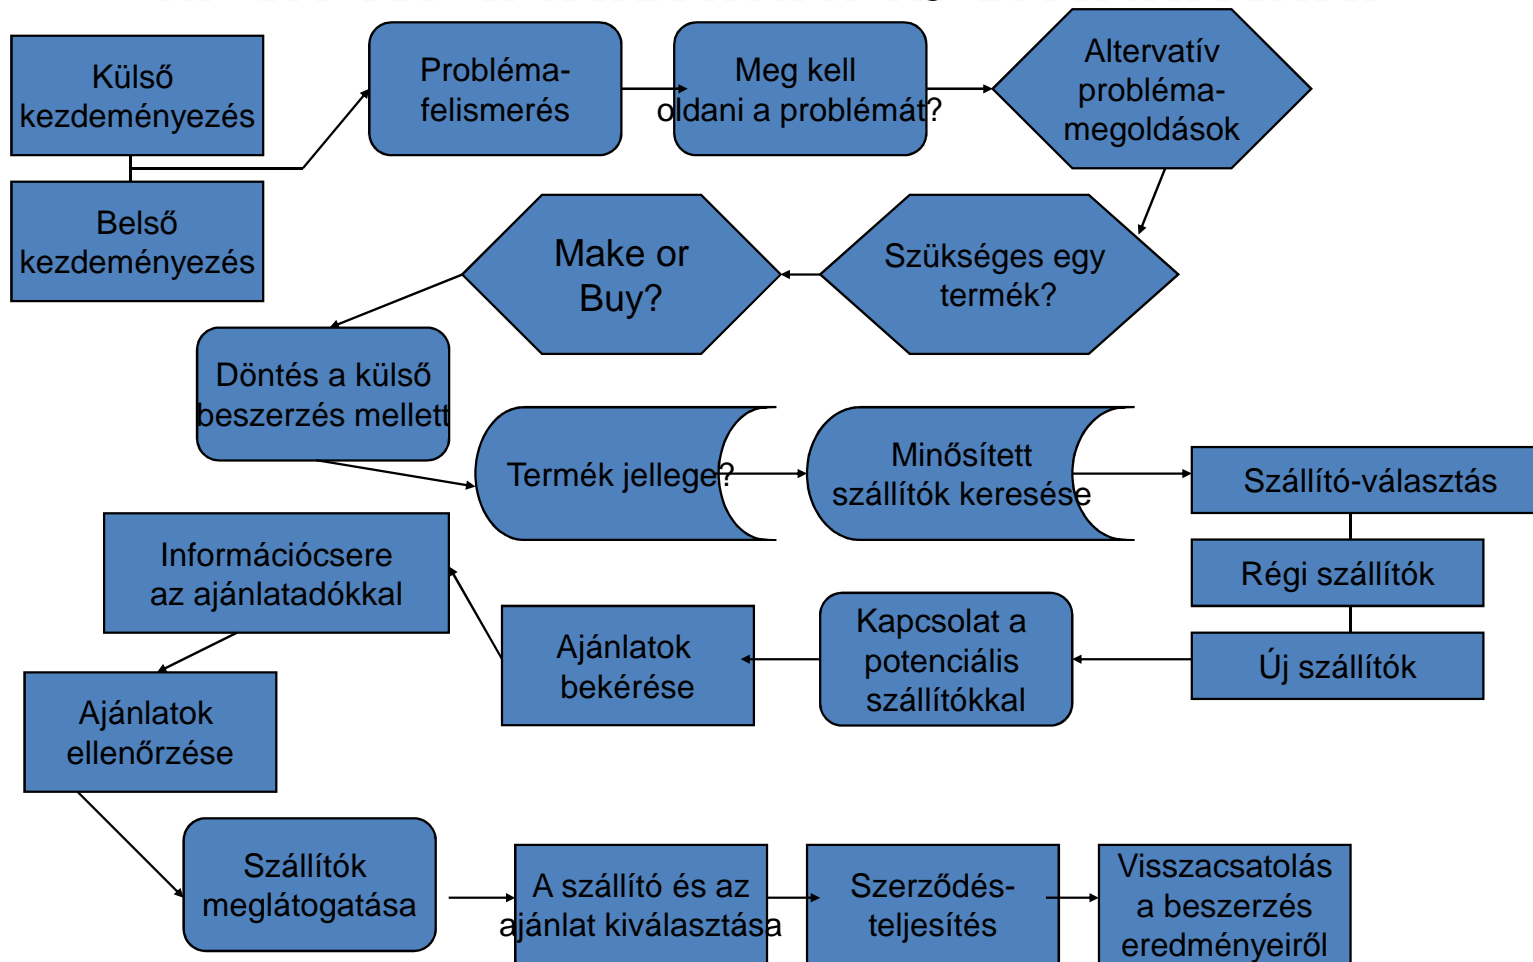 Külső
kezdeményezés
Belső
kezdeményezés
Probléma-
felismerés
Meg kell
oldani a problémát?
Altervatív
probléma-
megoldások
Szükséges egy
termék?
Make or
Buy?
Döntés a külső
beszerzés mellett
Termék jellege?
Minősített
szállítók keresése
Szállító-választás
Régi szállítók
Új szállítók
Kapcsolat a
potenciális
szállítókkal
Ajánlatok
bekérése
Információcsere
az ajánlatadókkal
Ajánlatok
ellenőrzése
Szállítók
meglátogatása
A szállító és az
ajánlat kiválasztása
Szerződés-
teljesítés
Visszacsatolás
a beszerzés
eredményeiről